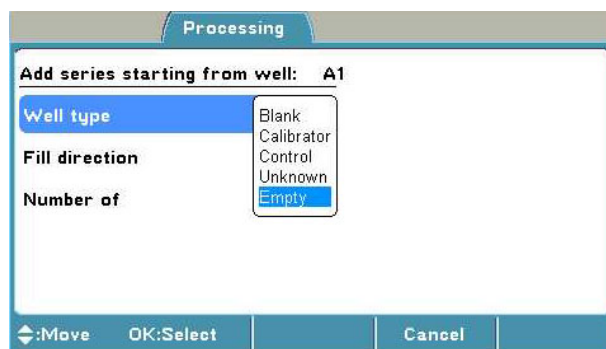 Processing
Add series starting from well: A1
Well type
Blank
Calibrator
Control
Unknown
Empty
Fill direction
Number of
:Move OK:Select Cancel